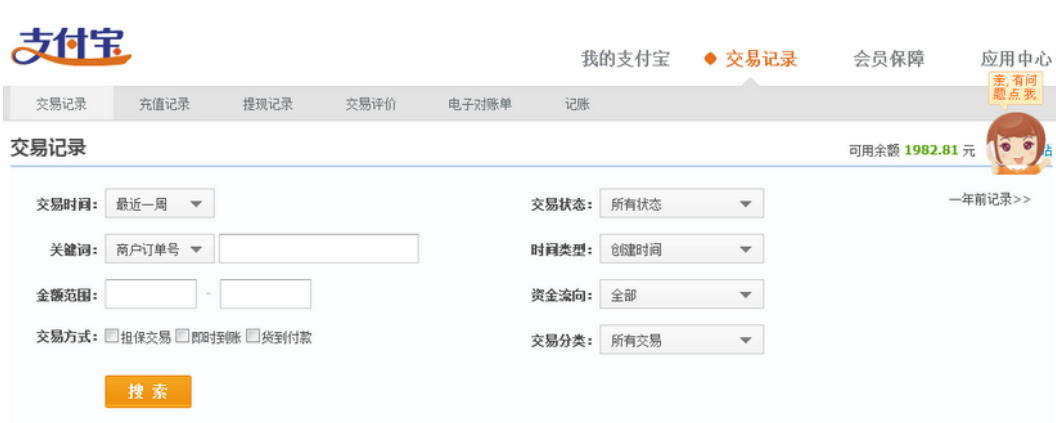 支付宝
我的支付宝 交易记录 会员保障 应用中心
亲,有问
题点我
交易记录 充值记录 提现记录 交易评价 电子对账单 记账
交易记录
可用余额 1982.81 元
交易时间: 最近一周 交易状态: 所有状态 一年前记录>>
关键词: 商户订单号 时间类型: 创建时间
金额范围: - 资金流向: 全部
交易方式: 担保交易 即时到账 货到付款 交易分类: 所有交易
搜 索